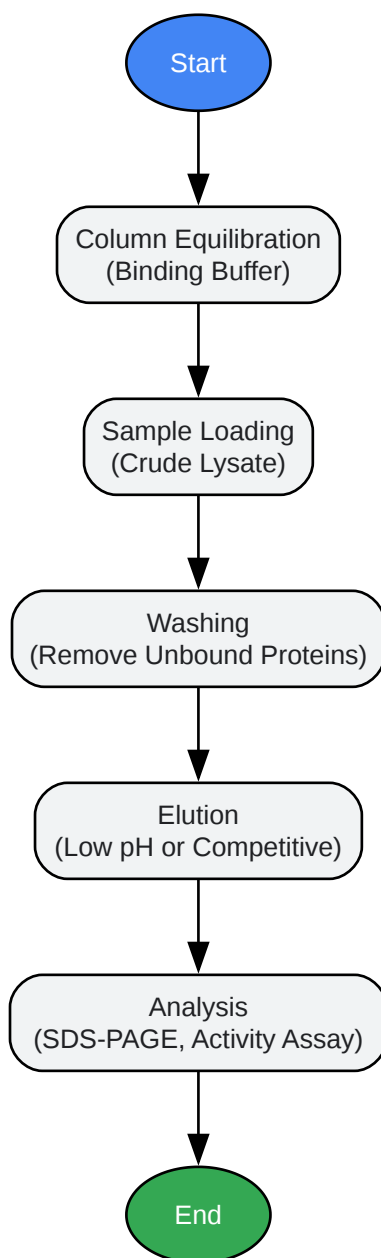 Start
Column Equilibration
(Binding Buffer)
Sample Loading
(Crude Lysate)
Washing
(Remove Unbound Proteins)
Elution
(Low pH or Competitive)
Analysis
(SDS-PAGE, Activity Assay)
End